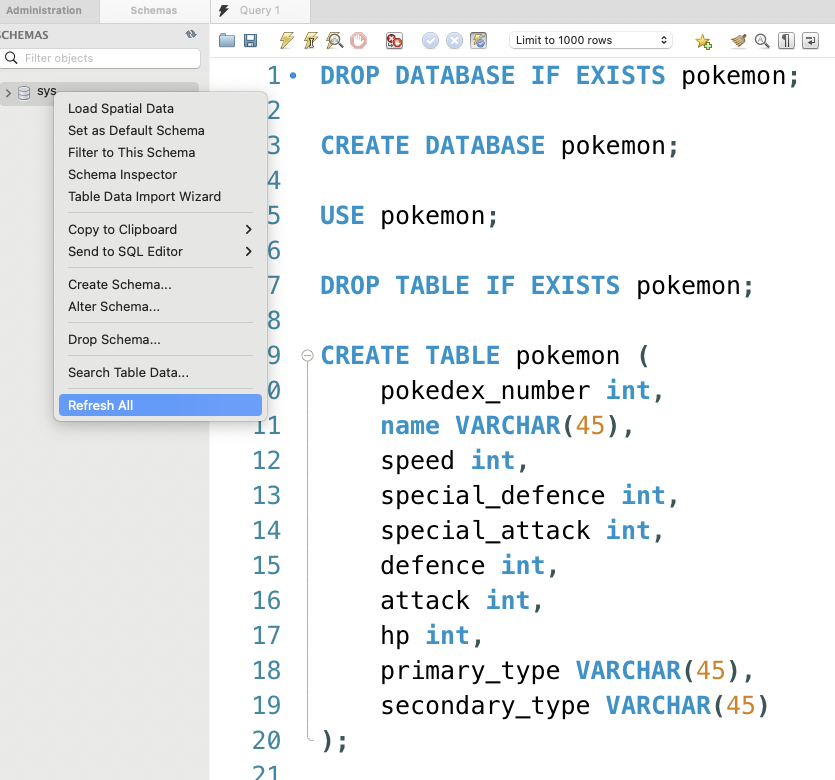 Administration Schemas Query 1
SCHEMAS
Filter objects
Limit to 1000 rows
sys
Load Spatial Data
Set as Default Schema
Filter to This Schema
Schema Inspector
Table Data Import Wizard
Copy to Clipboard
Send to SQL Editor
Create Schema...
Alter Schema...
Drop Schema...
Search Table Data...
Refresh All
1 DROP DATABASE IF EXISTS pokemon;
2
3 CREATE DATABASE pokemon;
4
5 USE pokemon;
6
7 DROP TABLE IF EXISTS pokemon;
8
9 CREATE TABLE pokemon (
0 pokedex_number int,
11 name VARCHAR(45),
12 speed int,
13 special_defence int,
14 special_attack int,
15 defence int,
16 attack int,
17 hp int,
18 primary_type VARCHAR(45),
19 secondary_type VARCHAR(45)
20 );
21